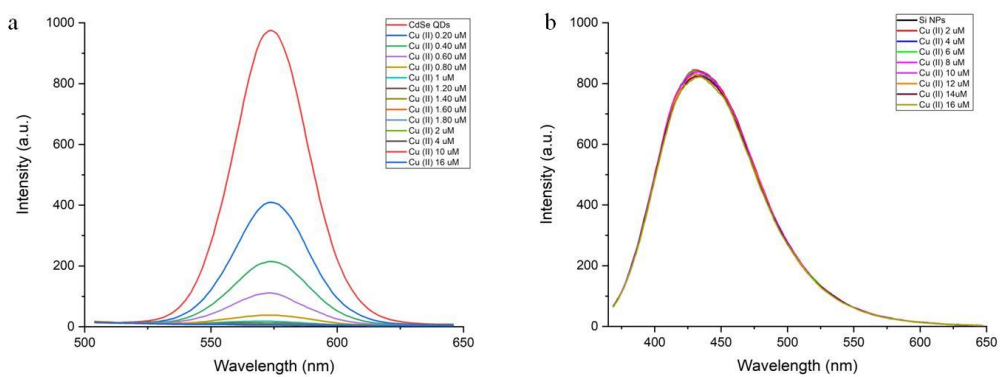 a
1000
800
600
400
200
0
Intensity (a.u.)
500
550
600
650
Wavelength (nm)
CdSe QDs
Cu (II) 0.20 uM
Cu (II) 0.40 uM
Cu (II) 0.60 uM
Cu (II) 0.80 uM
Cu (II) 1 uM
Cu (II) 1.20 uM
Cu (II) 1.40 uM
Cu (II) 1.60 uM
Cu (II) 1.80 uM
Cu (II) 2 uM
Cu (II) 4 uM
Cu (II) 10 uM
Cu (II) 16 uM
b
1000
800
600
400
200
0
Intensity (a.u.)
400
450
500
550
600
650
Wavelength (nm)
Si NPs
Cu (II) 2 uM
Cu (II) 4 uM
Cu (II) 6 uM
Cu (II) 8 uM
Cu (II) 10 uM
Cu (II) 12 uM
Cu (II) 14uM
Cu (II) 16 uM